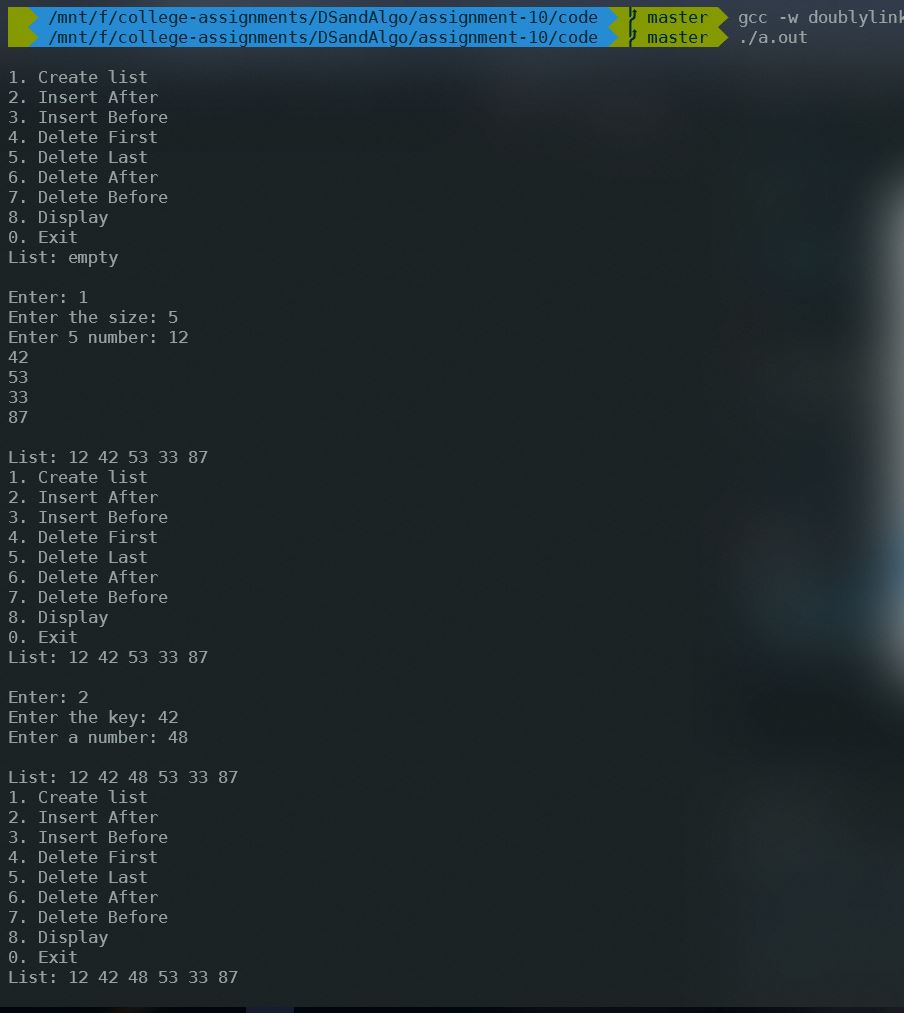 /mnt/f/college-assignments/DSandAlgo/assignment-10/code master gcc -w
/mnt/f/college-assignments/DSandAlgo/assignment-10/code master ./a.out
1. Create list
2. Insert After
3. Insert Before
4. Delete First
5. Delete Last
6. Delete After
7. Delete Before
8. Display
0. Exit
List: empty
Enter: 1
Enter the size: 5
Enter 5 number: 12
42
53
33
87
List: 12 42 53 33 87
1. Create list
2. Insert After
3. Insert Before
4. Delete First
5. Delete Last
6. Delete After
7. Delete Before
8. Display
0. Exit
List: 12 42 53 33 87
Enter: 2
Enter the key: 42
Enter a number: 48
List: 12 42 48 53 33 87
1. Create list
2. Insert After
3. Insert Before
4. Delete First
5. Delete Last
6. Delete After
7. Delete Before
8. Display
0. Exit
List: 12 42 48 53 33 87